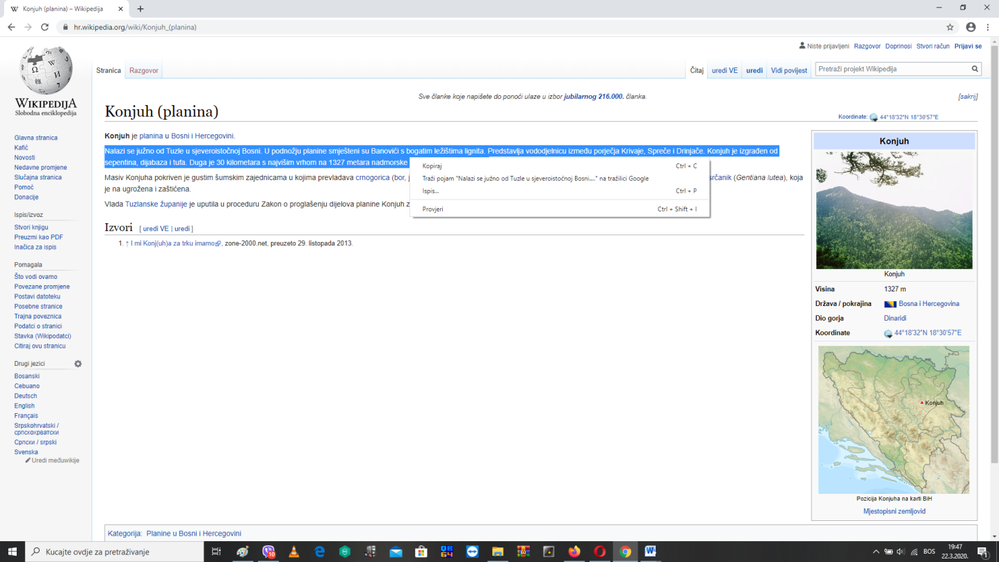 Konjuh (planina) – Wikipedija
hr.wikipedia.org/wiki/Konjuh_(planina)
Niste prijavljeni Razgovor Doprinosi Stvori račun Prijavi se
WIKIPEDIJA
Slobodna enciklopedija
Stranica Razgovor
Čitaj uredi VE uredi Vidi povijest
Pretraži projekt Wikipedija
Sve članke koje napišete do ponoći ulaze u izbor jubilarnog 216.000. članka.
[sakrij]
Konjuh (planina)
Koordinate: 44°18′32″N 18°30′57″E
Konjuh je planina u Bosni i Hercegovini.
Nalazi se južno od Tuzle u sjeveroistočnoj Bosni. U podnožju planine smješteni su Banovići s bogatim ležištima lignita. Predstavlja vododjelnicu između porječja Krivaje, Spreče i Drinjače. Konjuh je izgrađen od
sepentina, dijabaza i tufa. Duga je 30 kilometara s najvišim vrhom na 1327 metara nadmorske
Masiv Konjuha pokriven je gustim šumskim zajednicama u kojima prevladava crnogorica (bor, j
srčanik (Gentiana lutea), koja
je na ugrožena i zaštićena.
Vlada Tuzlanske županije je uputila u proceduru Zakon o proglašenju dijelova planine Konjuh z
Kopiraj Ctrl + C
Traži pojam "Nalazi se južno od Tuzle u sjeveroistočnoj Bosni...." na tražilici Google
Ispis... Ctrl + P
Provjeri Ctrl + Shift + I
Izvori [ uredi VE | uredi ]
1. ↑ I mi Konj(uh)a za trku imamo, zone-2000.net, preuzeto 29. listopada 2013.
Glavna stranica
Kafić
Novosti
Nedavne promjene
Slučajna stranica
Pomoć
Donacije
Ispis/izvoz
Stvori knjigu
Preuzmi kao PDF
Inačica za ispis
Pomagala
Što vodi ovamo
Povezane promjene
Postavi datoteku
Posebne stranice
Trajna poveznica
Podatci o stranici
Stavka (Wikipodatci)
Citiraj ovu stranicu
Drugi jezici
Bosanski
Cebuano
Deutsch
English
Français
Srpskohrvatski /
српскохрватски
Српски / srpski
Svenska
Uredi međuwikije
Konjuh
Konjuh
Visina 1327 m
Država / pokrajina Bosna i Hercegovina
Dio gorja Dinaridi
Koordinate 44°18′32″N 18°30′57″E
Konjuh
Pozicija Konjuha na karti BiH
Mjestopisni zemljovid
Kategorija: Planine u Bosni i Hercegovini
Kucajte ovdje za pretraživanje
10
QB
64
W
BOS
19:47
22.3.2020.
1